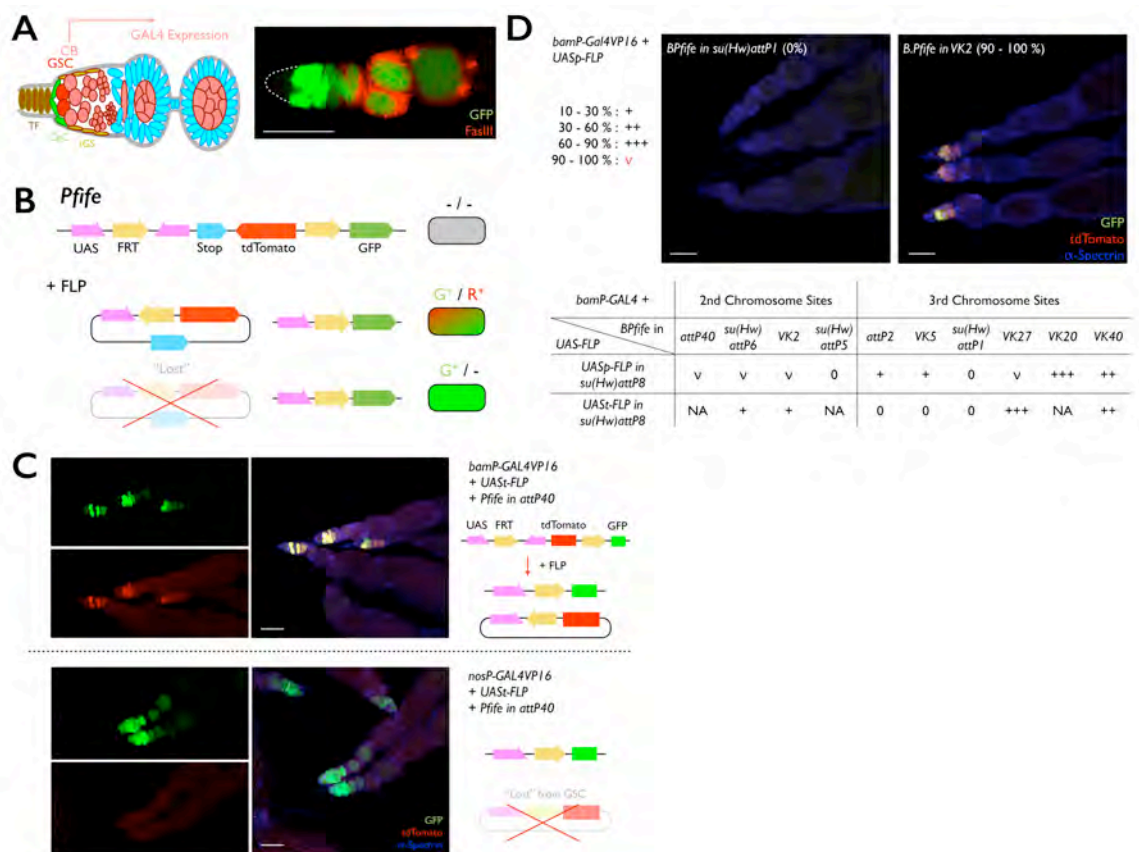 A
CB
GAL4 Expression
GSC
TF
GFP
FasIII
B
Pfife
UAS
FRT
Stop
tdTomato
GFP
- / -
+ FLP
G⁺ / R⁺
"Lost"
G⁺ / -
C
bamP-GAL4VP16
+ UASt-FLP
+ Pfife in attP40
UAS FRT tdTomato GFP
+ FLP
nosP-GAL4VP16
+ UASt-FLP
+ Pfife in attP40
"Lost" from GSC
GFP
tdTomato
α-Spectrin
D
bamP-Gal4VP16 +
UASp-FLP
10 - 30 % : +
30 - 60 % : ++
60 - 90 % : +++
90 - 100 % : v
BPfife in su(Hw)attP1 (0%)
B.Pfife in VK2 (90 - 100 %)
GFP
tdTomato
α-Spectrin
bamP-GAL4 + 2nd Chromosome Sites 3rd Chromosome Sites
BPfife in
UAS-FLP
attP40 su(Hw)attP6 VK2 su(Hw)attP5 attP2 VK5 su(Hw)attP1 VK27 VK20 VK40
UASp-FLP in su(Hw)attP8 v v v 0 + + 0 v +++ ++
UASt-FLP in su(Hw)attP8 NA + + NA 0 0 0 +++ NA ++